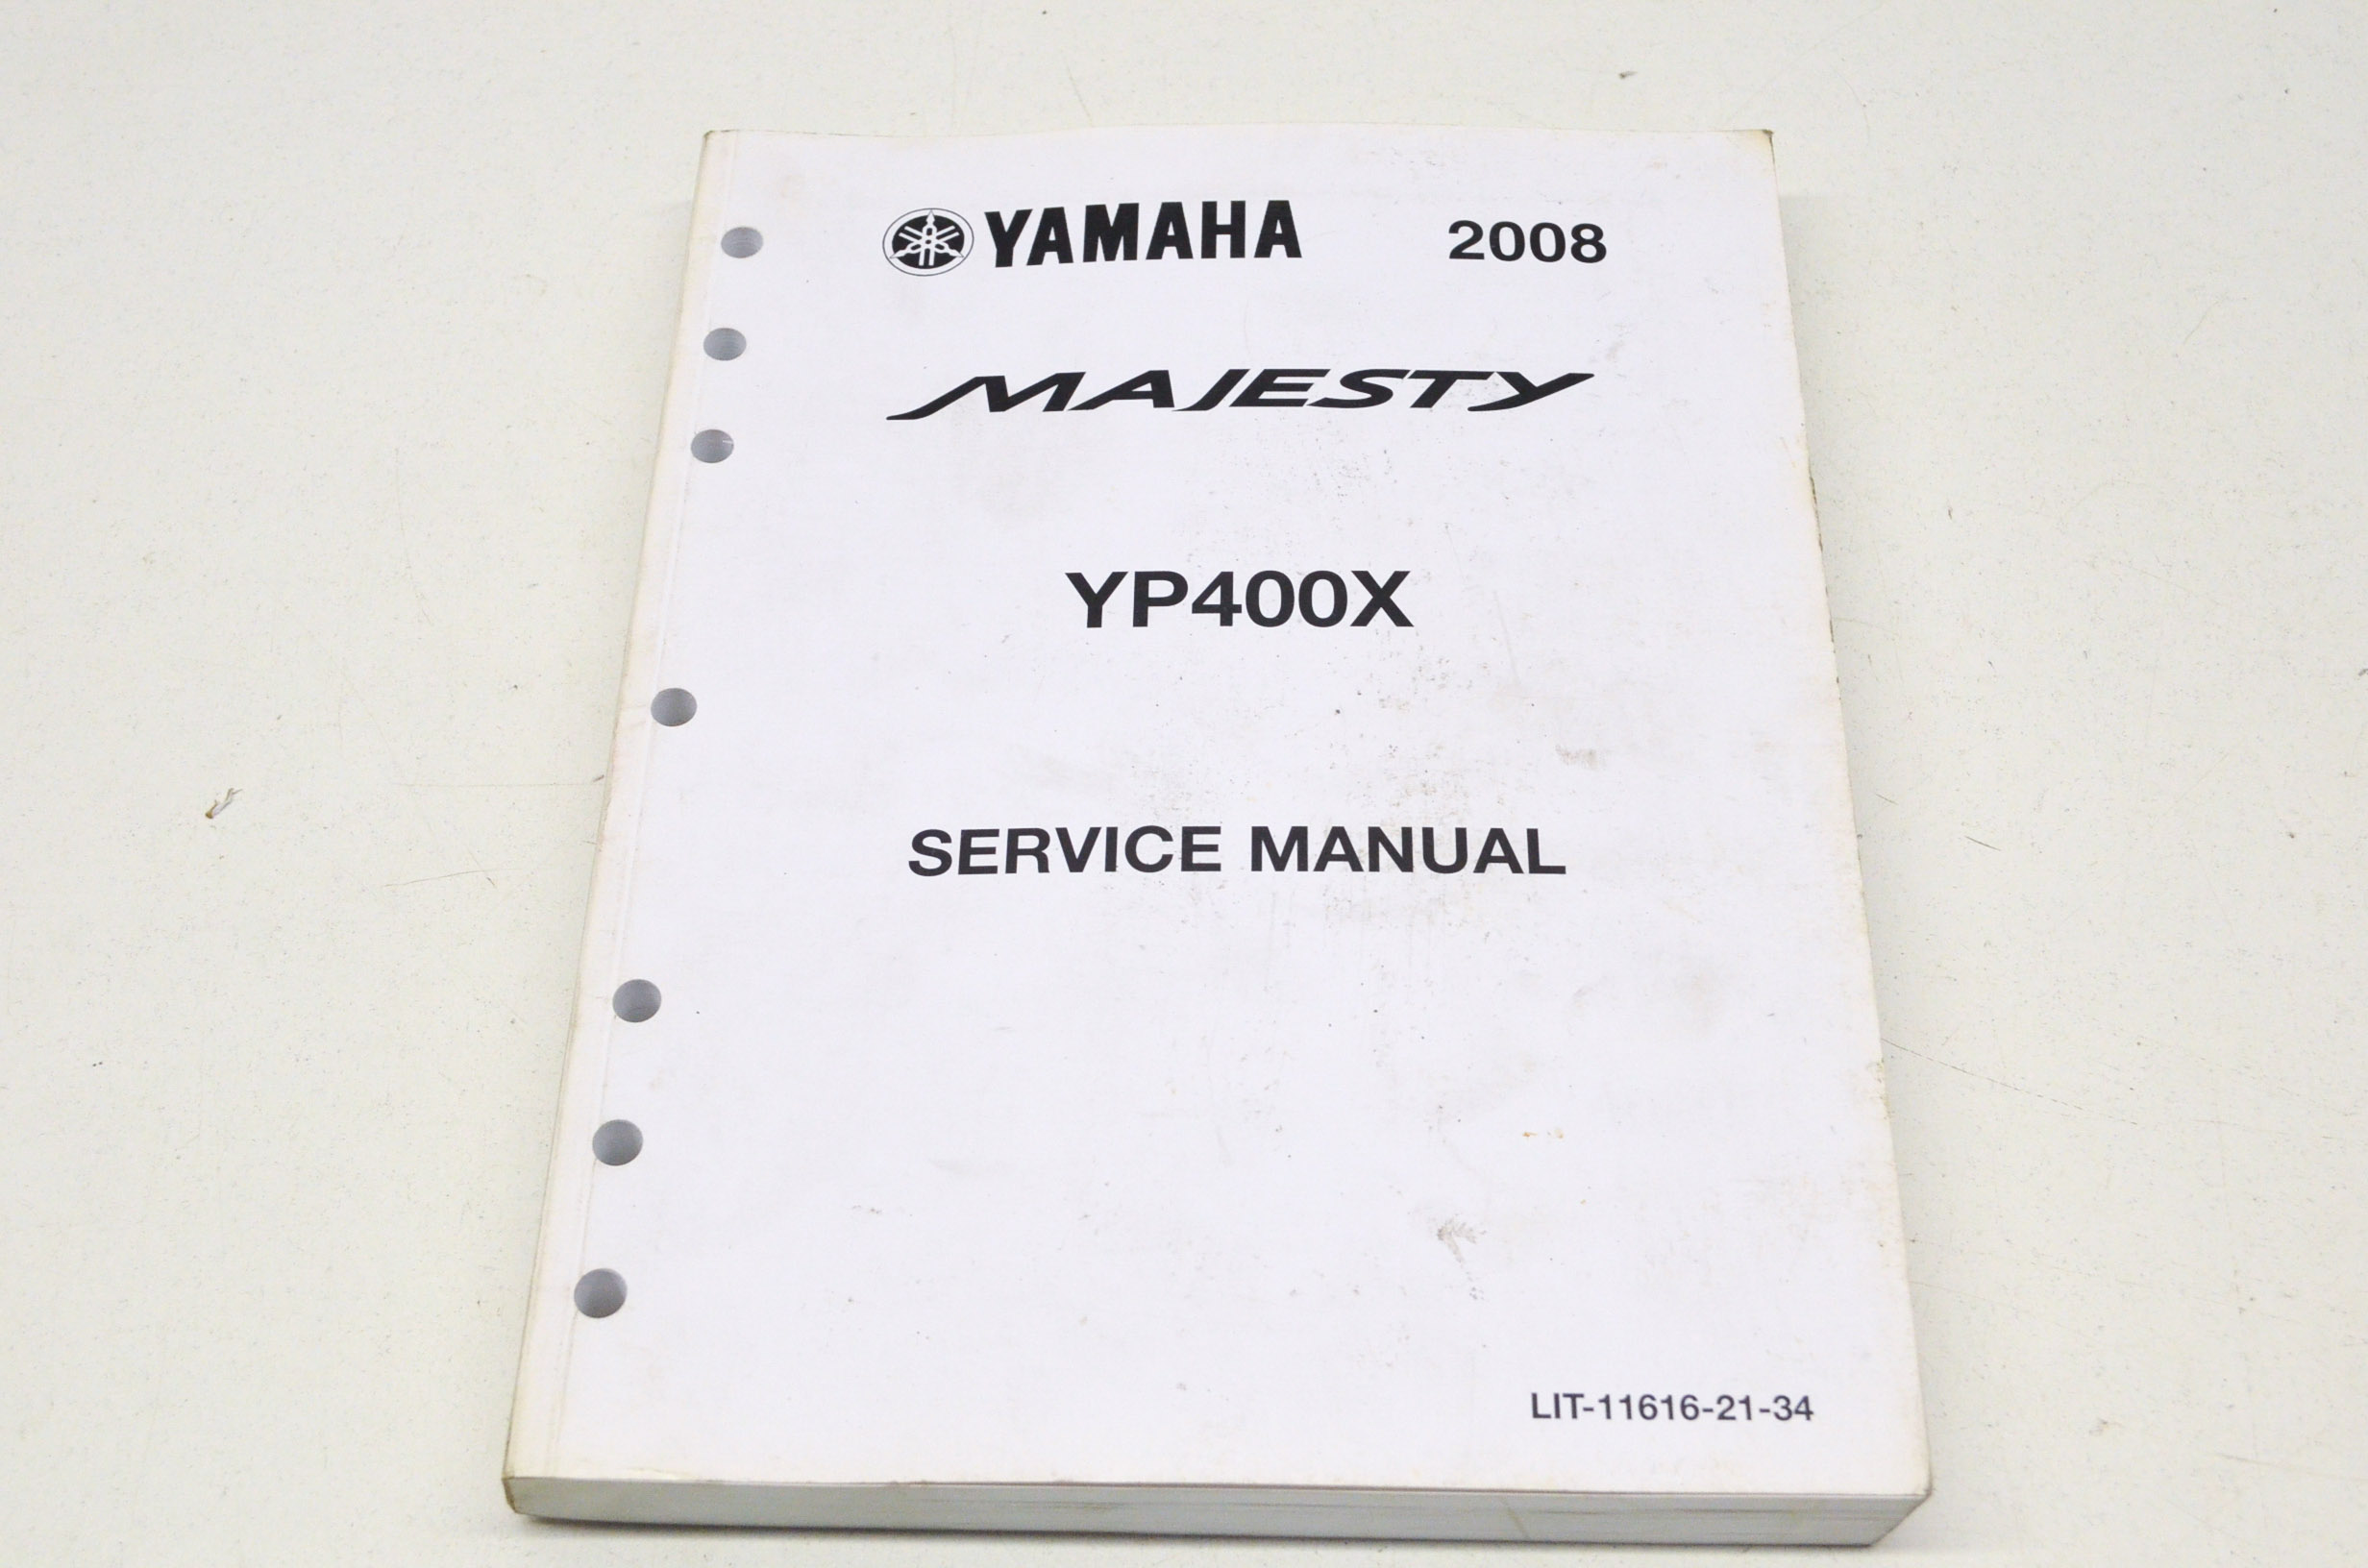 YAMAHA 2008
MAJESTY
YP400X
SERVICE MANUAL
LIT-11616-21-34